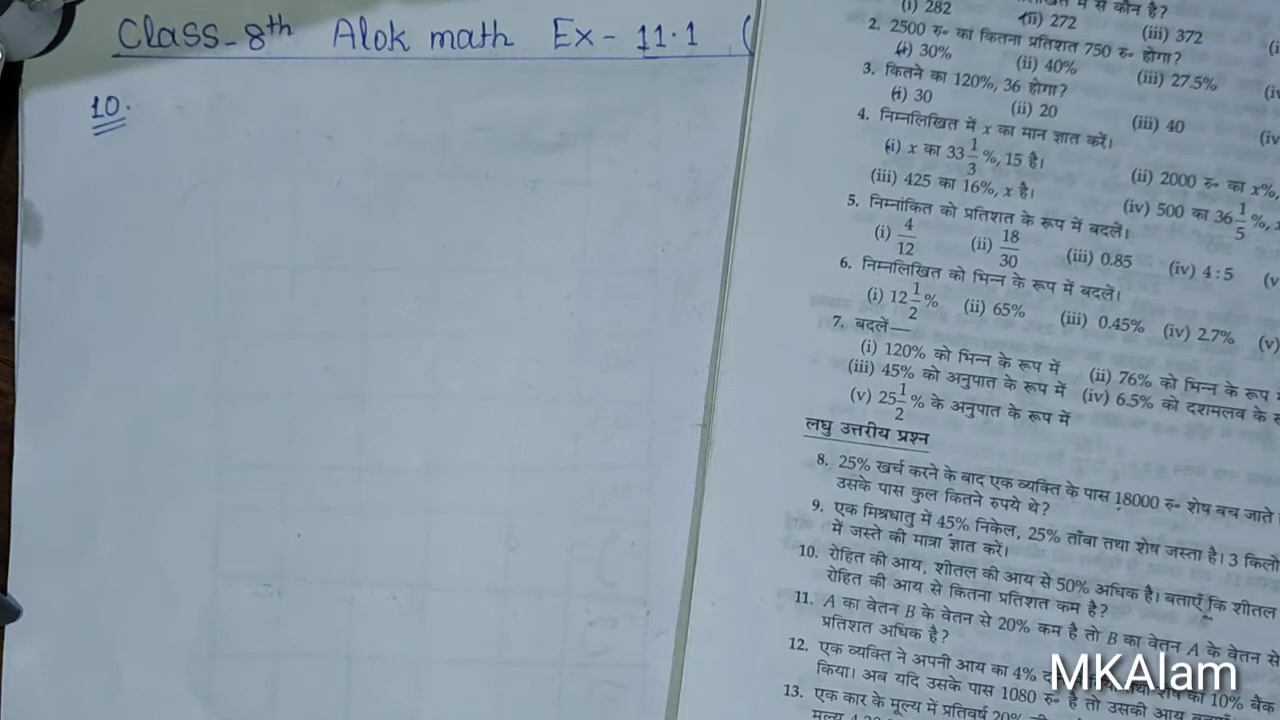 Class-8th Alok math Ex-11.1 (
10.
में से कौन है?
(i) 282 (ii) 272 (iii) 372
2. 2500 रु॰ का कितना प्रतिशत 750 रु॰ होगा?
(i) 30% (ii) 40% (iii) 27.5%
3. कितने का 120%, 36 होगा?
(i) 30 (ii) 20 (iii) 40
4. निम्नलिखित में x का मान ज्ञात करें।
(i) x का 33 1/3 %, 15 है। (ii) 2000 रु॰ का x%,
(iii) 425 का 16%, x है। (iv) 500 का 36 1/5 %,
5. निम्नांकित को प्रतिशत के रूप में बदलें।
(i) 4/12 (ii) 18/30 (iii) 0.85 (iv) 4:5
6. निम्नलिखित को भिन्न के रूप में बदलें।
(i) 12 1/2 % (ii) 65% (iii) 0.45% (iv) 2.7% (v)
7. बदलें—
(i) 120% को भिन्न के रूप में (ii) 76% को भिन्न के रूप
(iii) 45% को अनुपात के रूप में (iv) 6.5% को दशमलव के
(v) 25 1/2 % के अनुपात के रूप में
लघु उत्तरीय प्रश्न
8. 25% खर्च करने के बाद एक व्यक्ति के पास 18000 रु॰ शेष बच जाते
उसके पास कुल कितने रुपये थे?
9. एक मिश्रधातु में 45% निकेल, 25% ताँबा तथा शेष जस्ता है। 3 किलो
में जस्ते की मात्रा ज्ञात करें।
10. रोहित की आय, शीतल की आय से 50% अधिक है। बताएँ कि शीतल
रोहित की आय से कितना प्रतिशत कम है?
11. A का वेतन B के वेतन से 20% कम है तो B का वेतन A के वेतन से
प्रतिशत अधिक है?
12. एक व्यक्ति ने अपनी आय का 4% शेष का 10% बैंक
किया। अब यदि उसके पास 1080 रु॰ है तो उसकी आय
13. एक कार के मूल्य में प्रतिवर्ष 20%
MKAlam